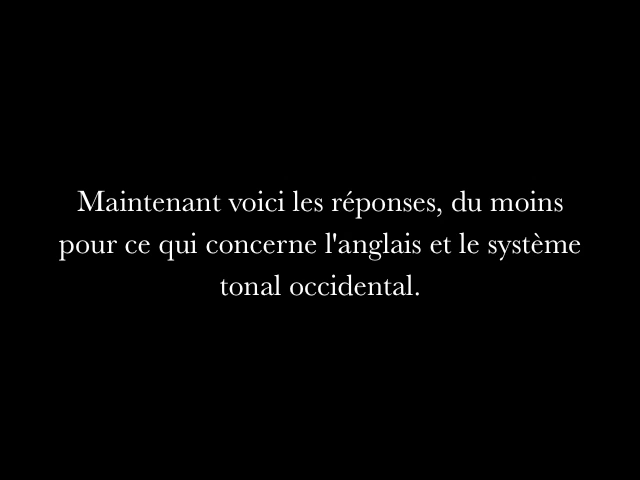 Maintenant voici les réponses, du moins
pour ce qui concerne l'anglais et le système
tonal occidental.